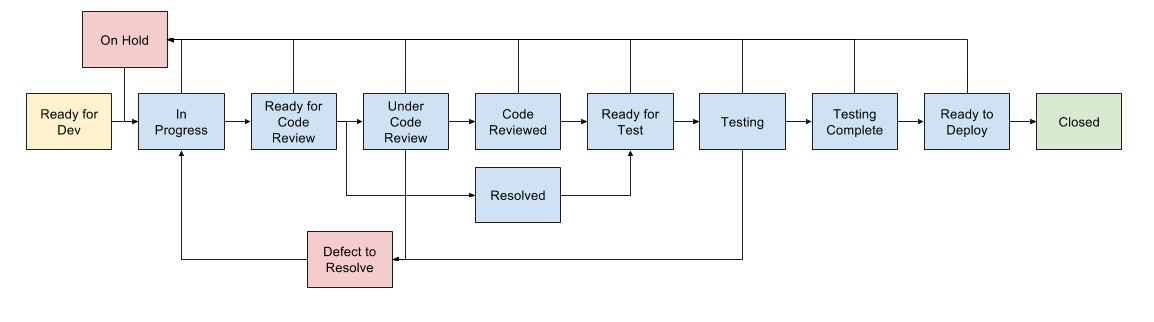 On Hold
Ready for
Dev
In
Progress
Ready for
Code
Review
Under
Code
Review
Code
Reviewed
Ready for
Test
Testing
Testing
Complete
Ready to
Deploy
Closed
Resolved
Defect to
Resolve